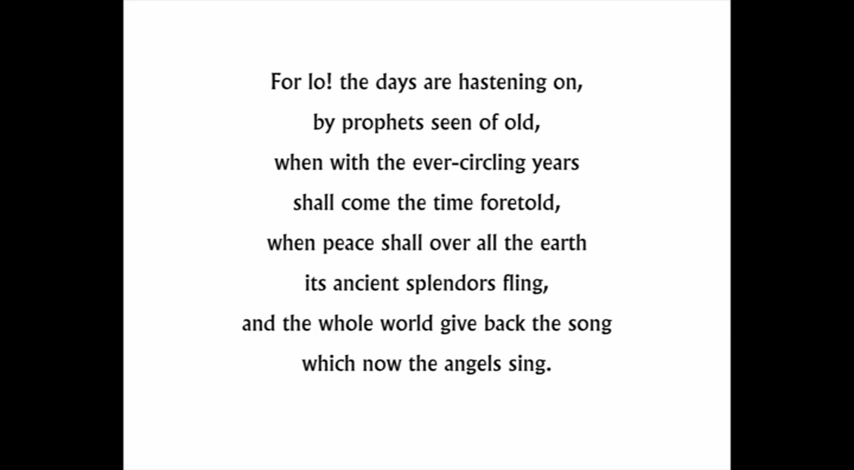 For lo! the days are hastening on,
by prophets seen of old,
when with the ever-circling years
shall come the time foretold,
when peace shall over all the earth
its ancient splendors fling,
and the whole world give back the song
which now the angels sing.